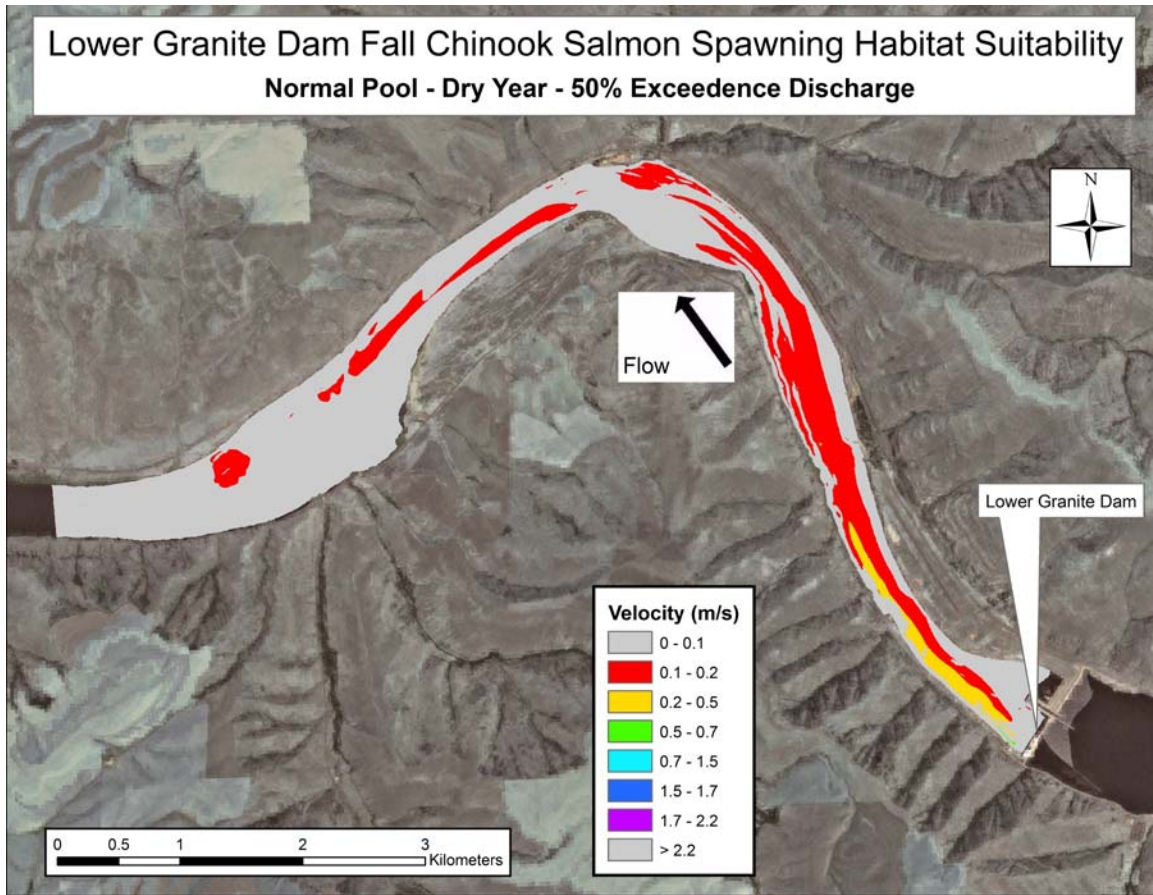 Lower Granite Dam Fall Chinook Salmon Spawning Habitat Suitability
Normal Pool - Dry Year - 50% Exceedence Discharge
N
Flow
Lower Granite Dam
Velocity (m/s)
0 - 0.1
0.1 - 0.2
0.2 - 0.5
0.5 - 0.7
0.7 - 1.5
1.5 - 1.7
1.7 - 2.2
> 2.2
0 0.5 1 2 3
Kilometers